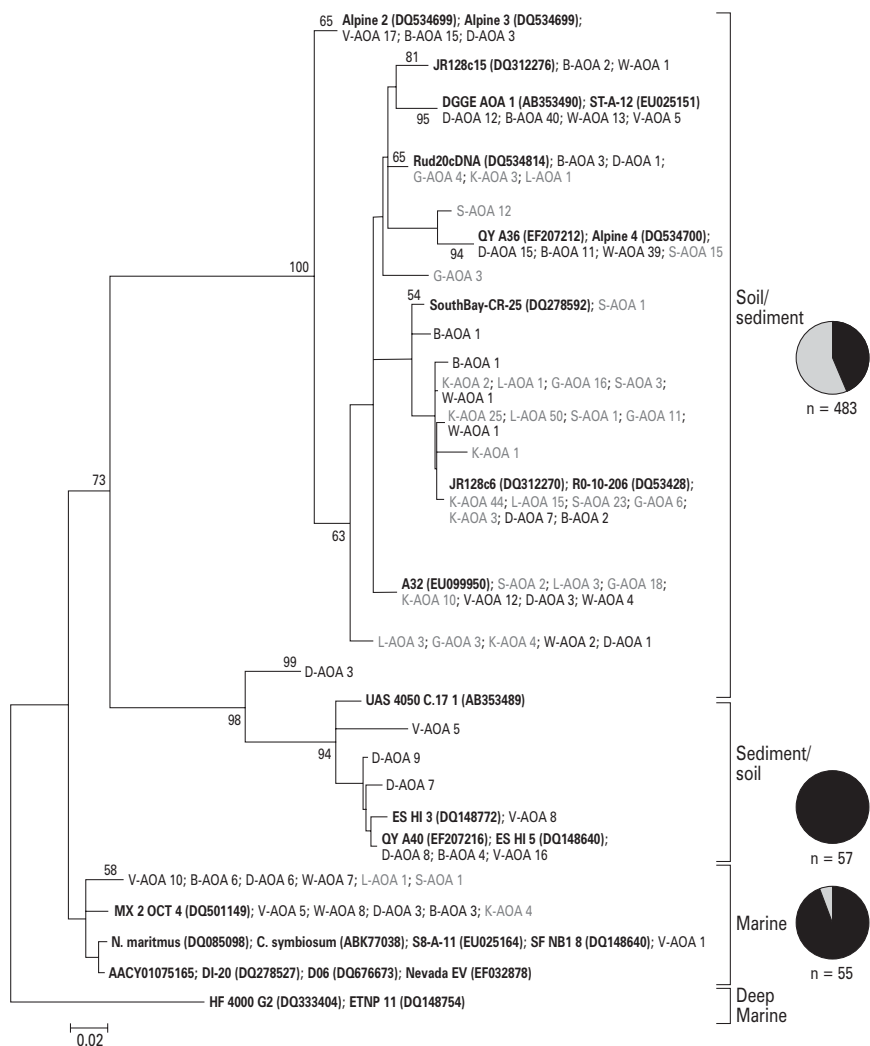 65
Alpine 2 (DQ534699); Alpine 3 (DQ534699);
V-AOA 17; B-AOA 15; D-AOA 3
81
JR128c15 (DQ312276); B-AOA 2; W-AOA 1
DGGE AOA 1 (AB353490); ST-A-12 (EU025151)
95
D-AOA 12; B-AOA 40; W-AOA 13; V-AOA 5
65
Rud20cDNA (DQ534814); B-AOA 3; D-AOA 1;
G-AOA 4; K-AOA 3; L-AOA 1
S-AOA 12
QY A36 (EF207212); Alpine 4 (DQ534700);
94
D-AOA 15; B-AOA 11; W-AOA 39; S-AOA 15
100
G-AOA 3
54
SouthBay-CR-25 (DQ278592); S-AOA 1
B-AOA 1
B-AOA 1
K-AOA 2; L-AOA 1; G-AOA 16; S-AOA 3;
W-AOA 1
K-AOA 25; L-AOA 50; S-AOA 1; G-AOA 11;
W-AOA 1
K-AOA 1
73
JR128c6 (DQ312270); R0-10-206 (DQ53428);
K-AOA 44; L-AOA 15; S-AOA 23; G-AOA 6;
K-AOA 3; D-AOA 7; B-AOA 2
63
A32 (EU099950); S-AOA 2; L-AOA 3; G-AOA 18;
K-AOA 10; V-AOA 12; D-AOA 3; W-AOA 4
L-AOA 3; G-AOA 3; K-AOA 4; W-AOA 2; D-AOA 1
99
D-AOA 3
98
UAS 4050 C.17 1 (AB353489)
V-AOA 5
94
D-AOA 9
D-AOA 7
ES HI 3 (DQ148772); V-AOA 8
QY A40 (EF207216); ES HI 5 (DQ148640);
D-AOA 8; B-AOA 4; V-AOA 16
58
V-AOA 10; B-AOA 6; D-AOA 6; W-AOA 7; L-AOA 1; S-AOA 1
MX 2 OCT 4 (DQ501149); V-AOA 5; W-AOA 8; D-AOA 3; B-AOA 3; K-AOA 4
N. maritmus (DQ085098); C. symbiosum (ABK77038); S8-A-11 (EU025164); SF NB1 8 (DQ148640); V-AOA 1
AACY01075165; DI-20 (DQ278527); D06 (DQ676673); Nevada EV (EF032878)
HF 4000 G2 (DQ333404); ETNP 11 (DQ148754)
0.02
Soil/
sediment
n = 483
Sediment/
soil
n = 57
Marine
n = 55
Deep
Marine